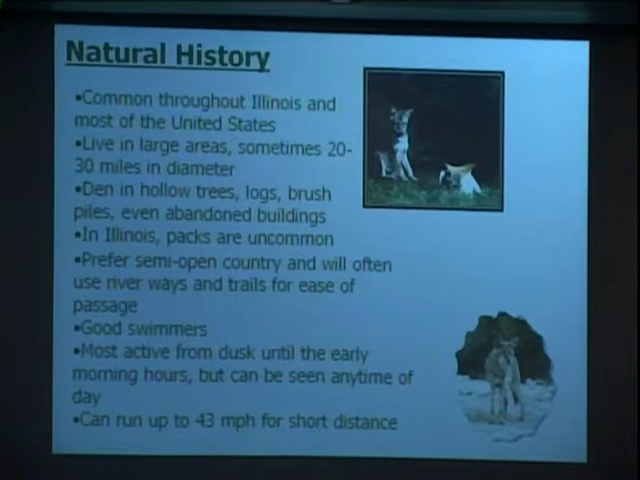 Natural History
•Common throughout Illinois and
most of the United States
•Live in large areas, sometimes 20-
30 miles in diameter
•Den in hollow trees, logs, brush
piles, even abandoned buildings
•In Illinois, packs are uncommon
•Prefer semi-open country and will often
use river ways and trails for ease of
passage
•Good swimmers
•Most active from dusk until the early
morning hours, but can be seen anytime of
day
•Can run up to 43 mph for short distance